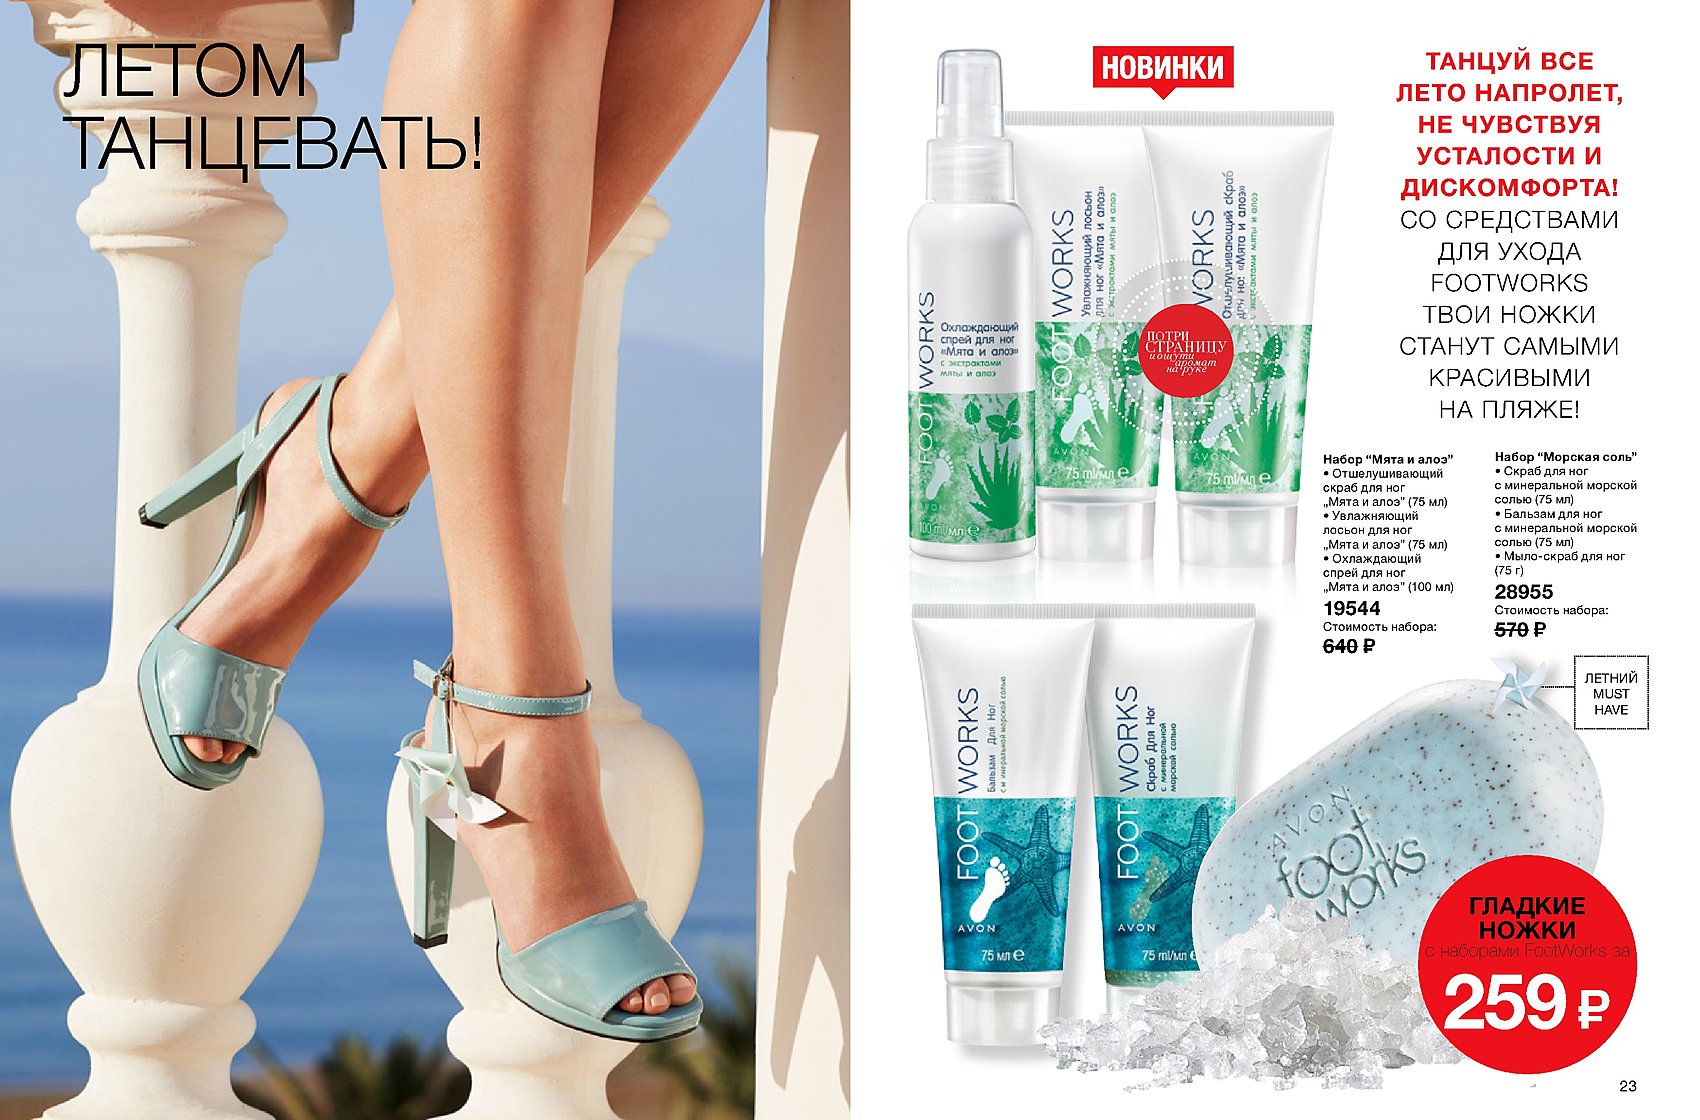 ЛЕТОМ
ТАНЦЕВАТЬ!
НОВИНКИ
ТАНЦУЙ ВСЕ
ЛЕТО НАПРОЛЕТ,
НЕ ЧУВСТВУЯ
УСТАЛОСТИ И
ДИСКОМФОРТА!
СО СРЕДСТВАМИ
ДЛЯ УХОДА
FOOTWORKS
ТВОИ НОЖКИ
СТАНУТ САМЫМИ
КРАСИВЫМИ
НА ПЛЯЖЕ!
FOOT WORKS
Охлаждающий
спрей для ног
«Мята и алоэ»
с экстрактами
мяты и алоэ
AVON
100 ml/мл e
FOOT WORKS
Увлажняющий лосьон
для ног «Мята и алоэ»
с экстрактами мяты и алоэ
AVON
75 ml/мл e
WORKS
Отшелушивающий скраб
для ног «Мята и алоэ»
с экстрактами мяты и алоэ
AVON
75 ml/мл e
ПОТРИ
СТРАНИЦУ
и ощути
аромат
на руке
Набор “Мята и алоэ”
• Отшелушивающий
скраб для ног
„Мята и алоэ” (75 мл)
• Увлажняющий
лосьон для ног
„Мята и алоэ” (75 мл)
• Охлаждающий
спрей для ног
„Мята и алоэ” (100 мл)
19544
Стоимость набора:
640 ₽
Набор “Морская соль”
• Скраб для ног
с минеральной морской
солью (75 мл)
• Бальзам для ног
с минеральной морской
солью (75 мл)
• Мыло-скраб для ног
(75 г)
28955
Стоимость набора:
570 ₽
ЛЕТНИЙ
MUST
HAVE
FOOT WORKS
Бальзам Для Ног
с минеральной морской солью
AVON
75 мл e
FOOT WORKS
Скраб Для Ног
с минеральной
морской солью
AVON
75 ml/мл e
AVON
foot
works
ГЛАДКИЕ
НОЖКИ
с наборами FootWorks за
259 ₽
23